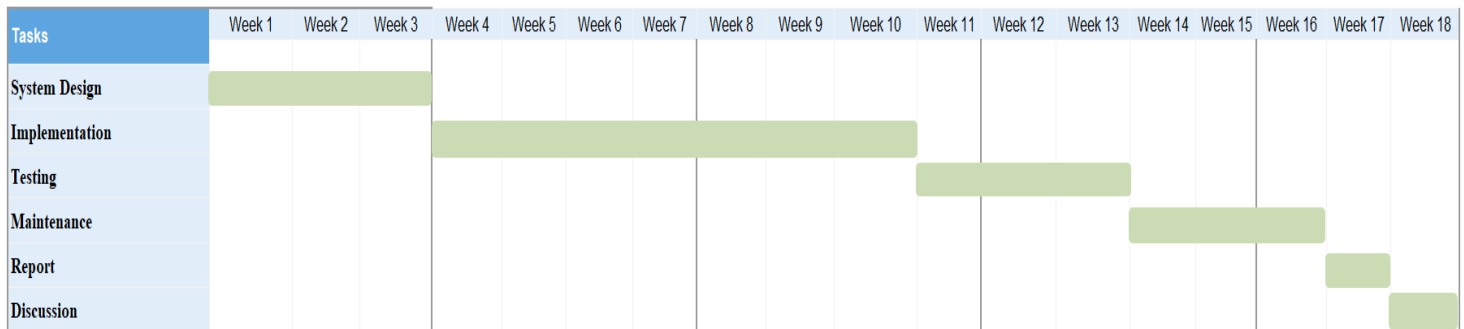 Tasks Week 1 Week 2 Week 3 Week 4 Week 5 Week 6 Week 7 Week 8 Week 9 Week 10 Week 11 Week 12 Week 13 Week 14 Week 15 Week 16 Week 17 Week 18
System Design
Implementation
Testing
Maintenance
Report
Discussion